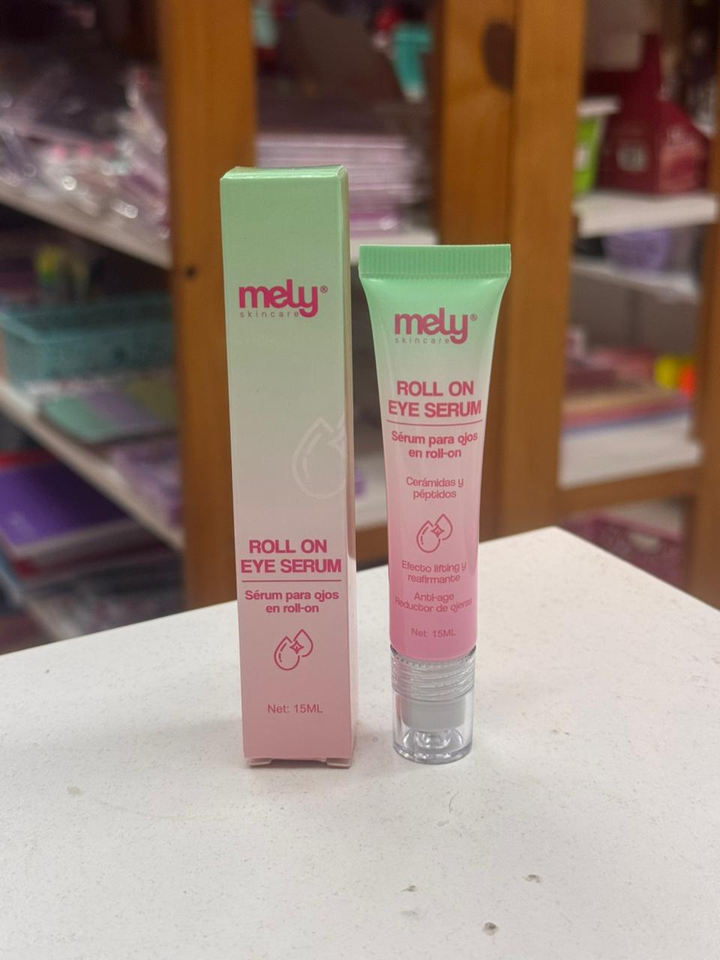 mely®
skincare
ROLL ON
EYE SERUM
Sérum para ojos
en roll-on
Net: 15ML
mely®
skincare
ROLL ON
EYE SERUM
Sérum para ojos
en roll-on
Cerámidas y
péptidos
Efecto lifting y
reafirmante
Anti-age
Reductor de ojeras
Net: 15ML